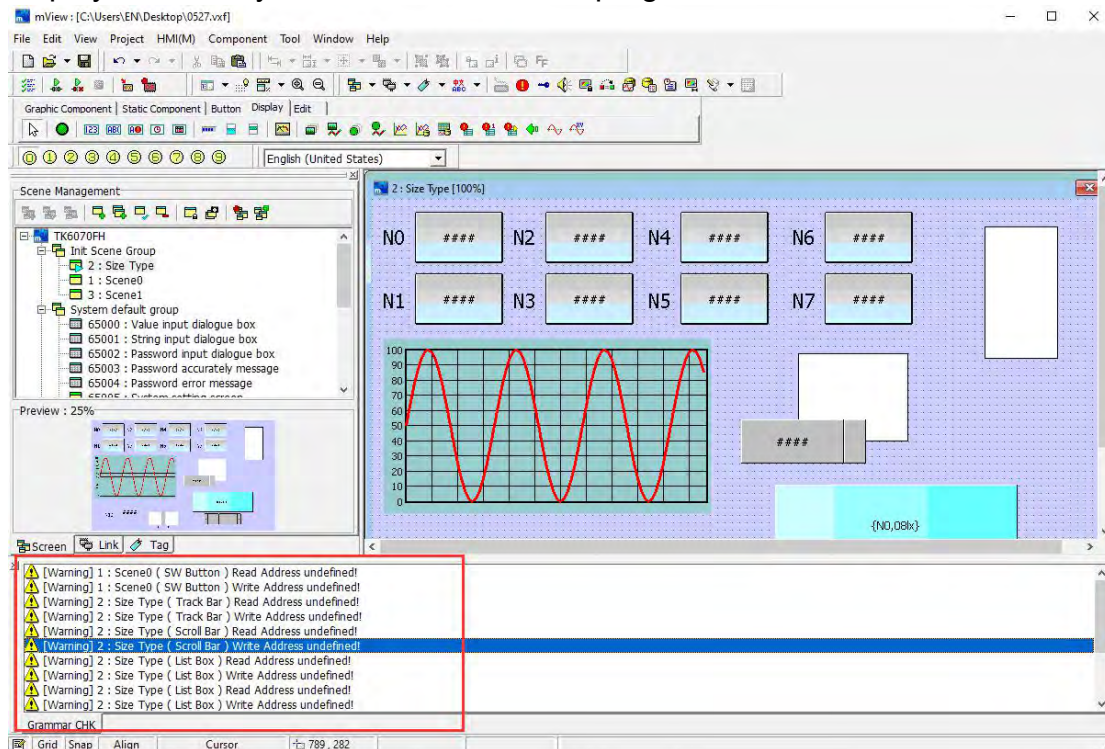 mView : [C:\Users\EN\Desktop\0527.vxf]
File Edit View Project HMI(M) Component Tool Window Help
Graphic Component Static Component Button Display Edit
0 1 2 3 4 5 6 7 8 9 English (United States)
Scene Management
TK6070FH
Init Scene Group
2 : Size Type
1 : Scene0
3 : Scene1
System default group
65000 : Value input dialogue box
65001 : String input dialogue box
65002 : Password input dialogue box
65003 : Password accurately message
65004 : Password error message
Preview : 25%
Screen Link Tag
2 : Size Type [100%]
N0 #### N2 #### N4 #### N6 ####
N1 #### N3 #### N5 #### N7 ####
100
90
80
70
60
50
40
30
20
10
0
####
{N0,08lx}
[Warning] 1 : Scene0 ( SW Button ) Read Address undefined!
[Warning] 1 : Scene0 ( SW Button ) Write Address undefined!
[Warning] 2 : Size Type ( Track Bar ) Read Address undefined!
[Warning] 2 : Size Type ( Track Bar ) Write Address undefined!
[Warning] 2 : Size Type ( Scroll Bar ) Read Address undefined!
[Warning] 2 : Size Type ( Scroll Bar ) Write Address undefined!
[Warning] 2 : Size Type ( List Box ) Read Address undefined!
[Warning] 2 : Size Type ( List Box ) Write Address undefined!
[Warning] 2 : Size Type ( List Box ) Read Address undefined!
[Warning] 2 : Size Type ( List Box ) Write Address undefined!
Grammar CHK
Grid Snap Align Cursor 789 . 282